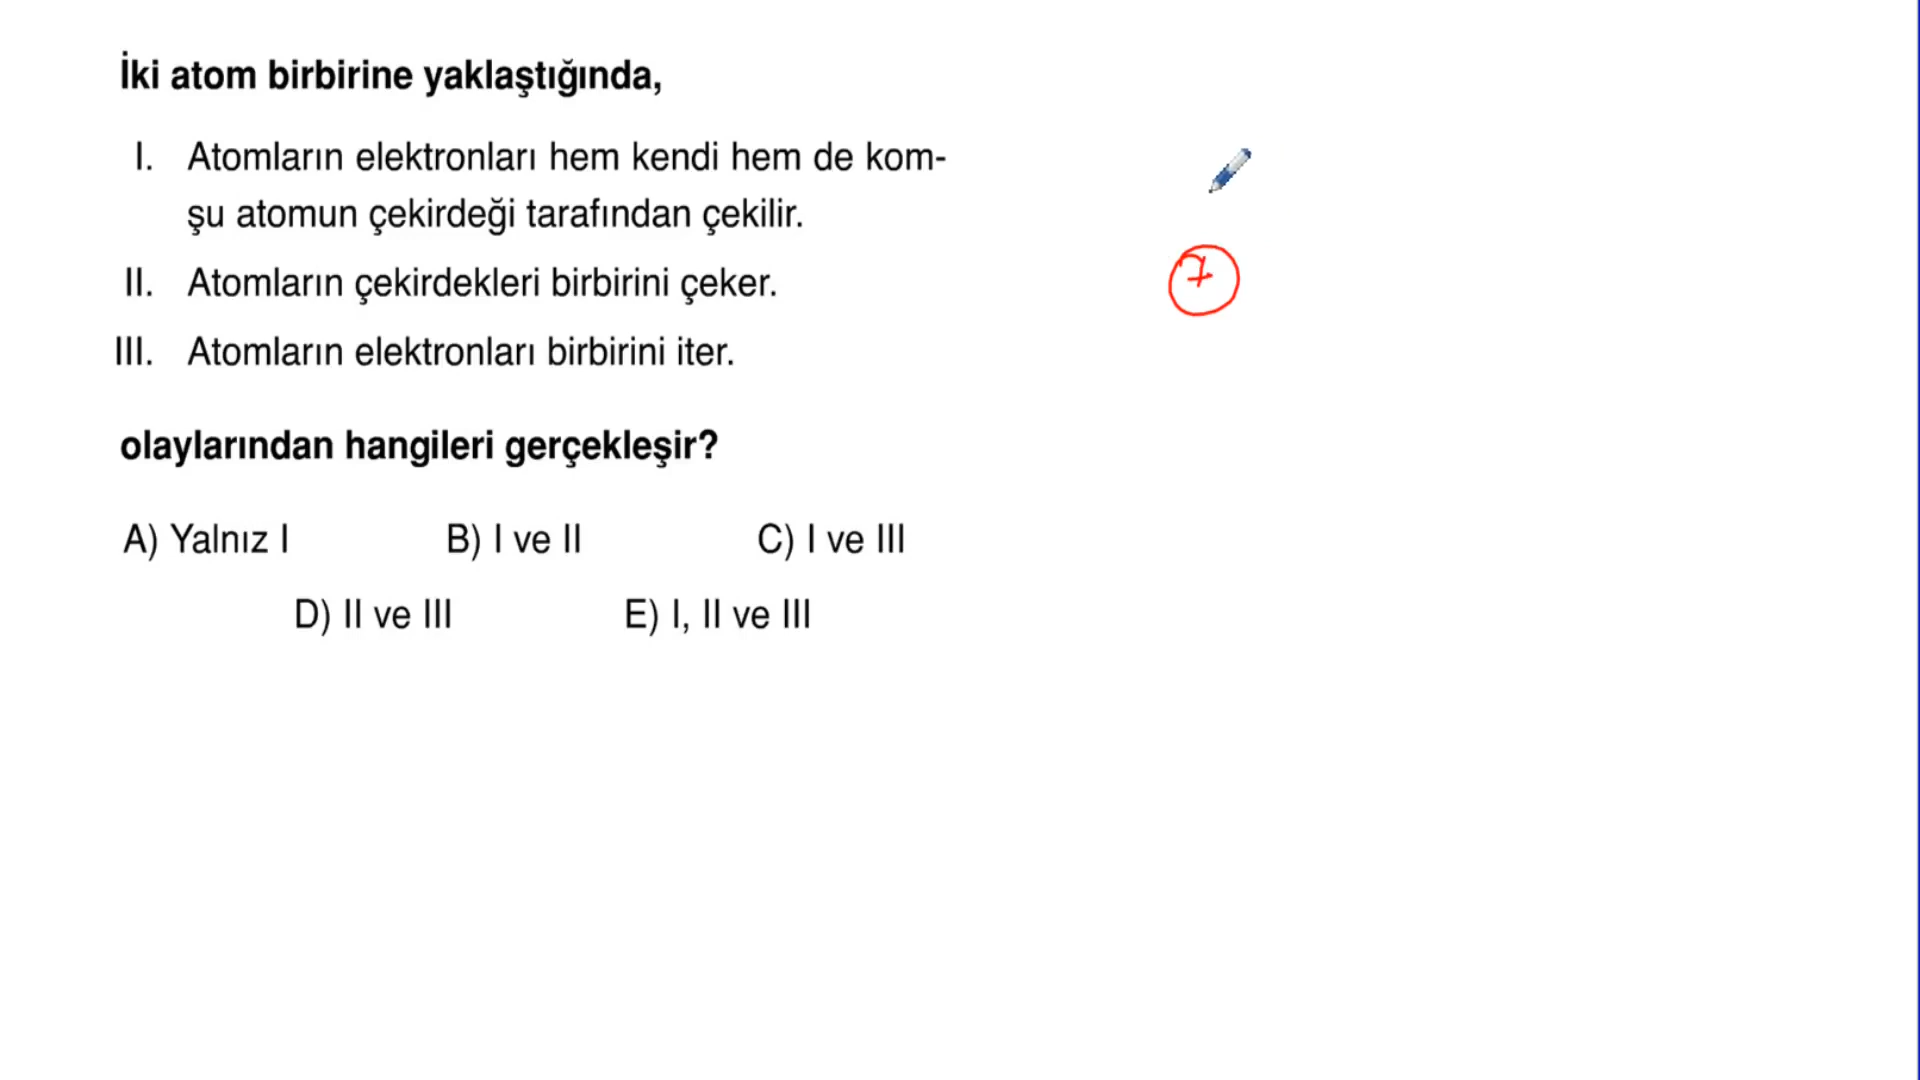 İki atom birbirine yaklaştığında,
I. Atomların elektronları hem kendi hem de kom-
şu atomun çekirdeği tarafından çekilir.
II. Atomların çekirdekleri birbirini çeker.
7
III. Atomların elektronları birbirini iter.
olaylarından hangileri gerçekleşir?
A) Yalnız I B) I ve II C) I ve III
D) II ve III E) I, II ve III